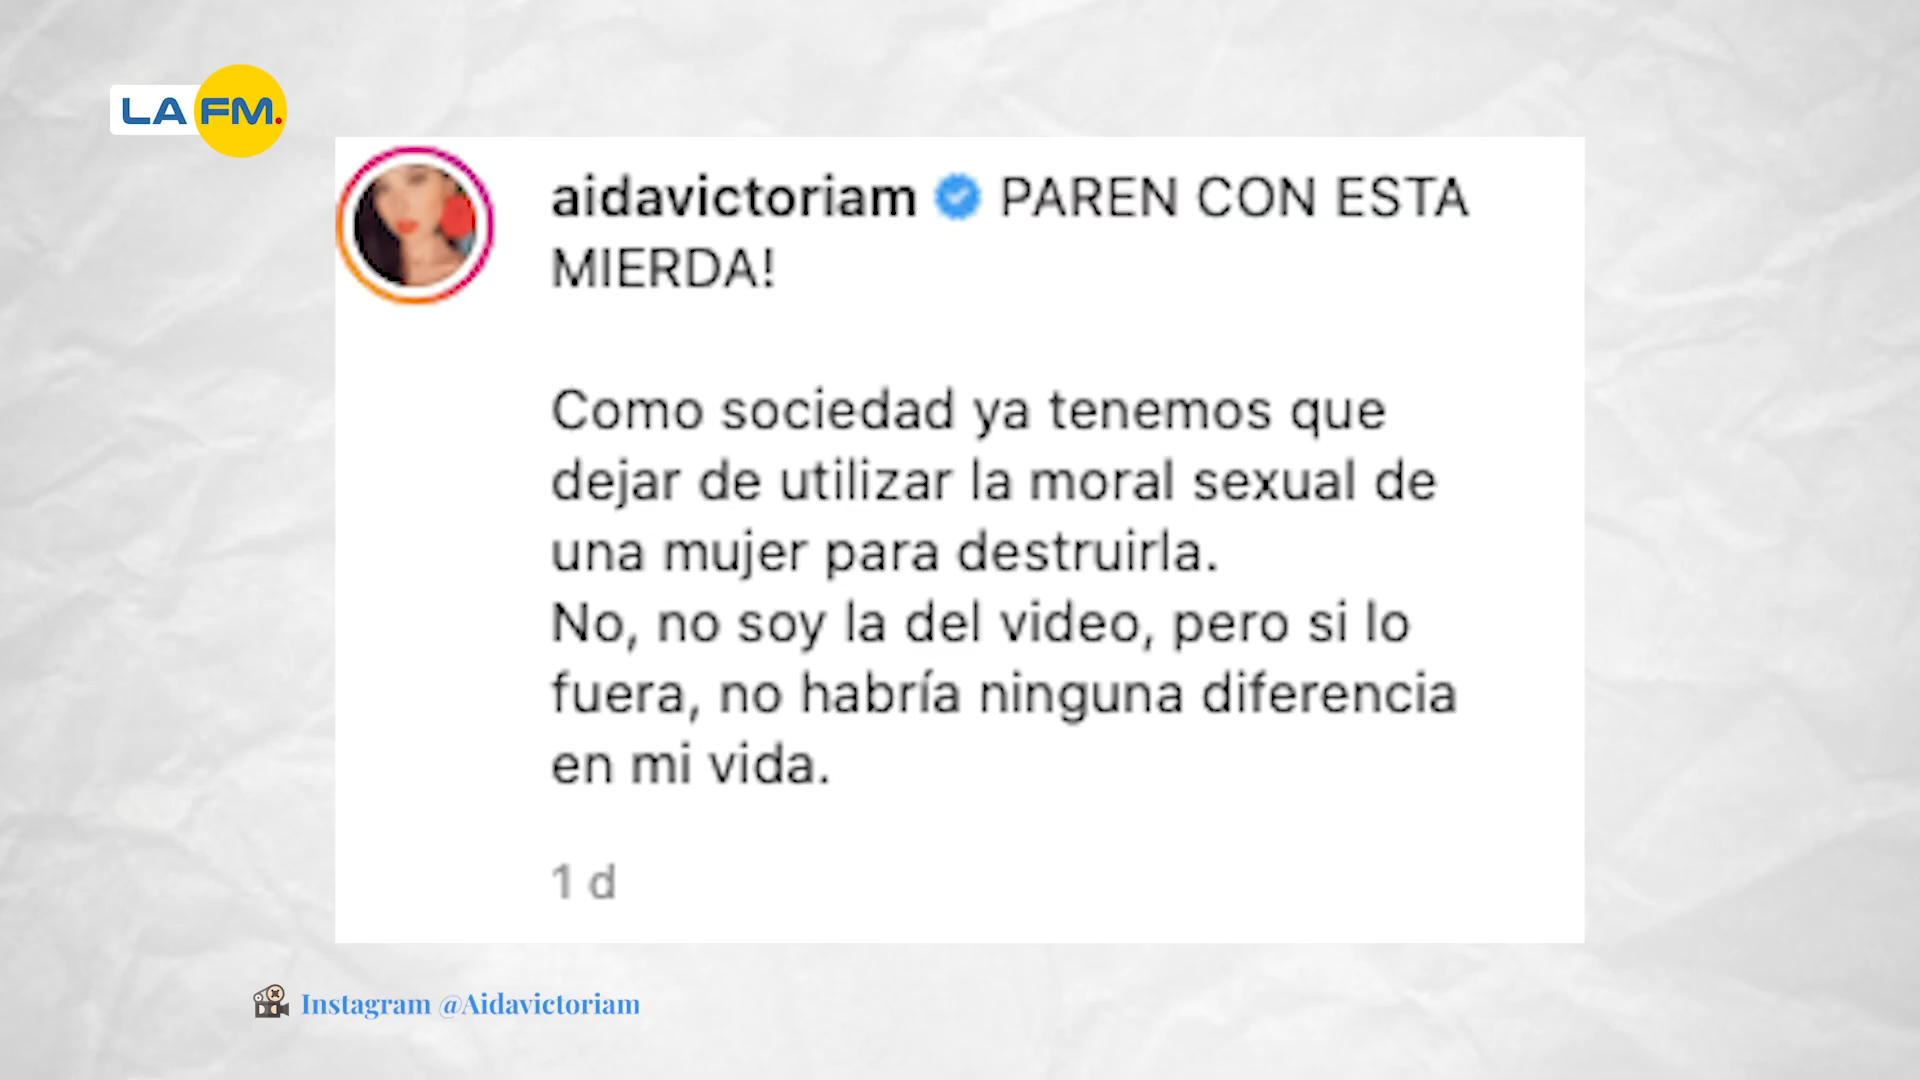 LA FM.
aidavictoriam PAREN CON ESTA
MIERDA!
Como sociedad ya tenemos que
dejar de utilizar la moral sexual de
una mujer para destruirla.
No, no soy la del video, pero si lo
fuera, no habría ninguna diferencia
en mi vida.
1 d
Instagram @Aidavictoriam